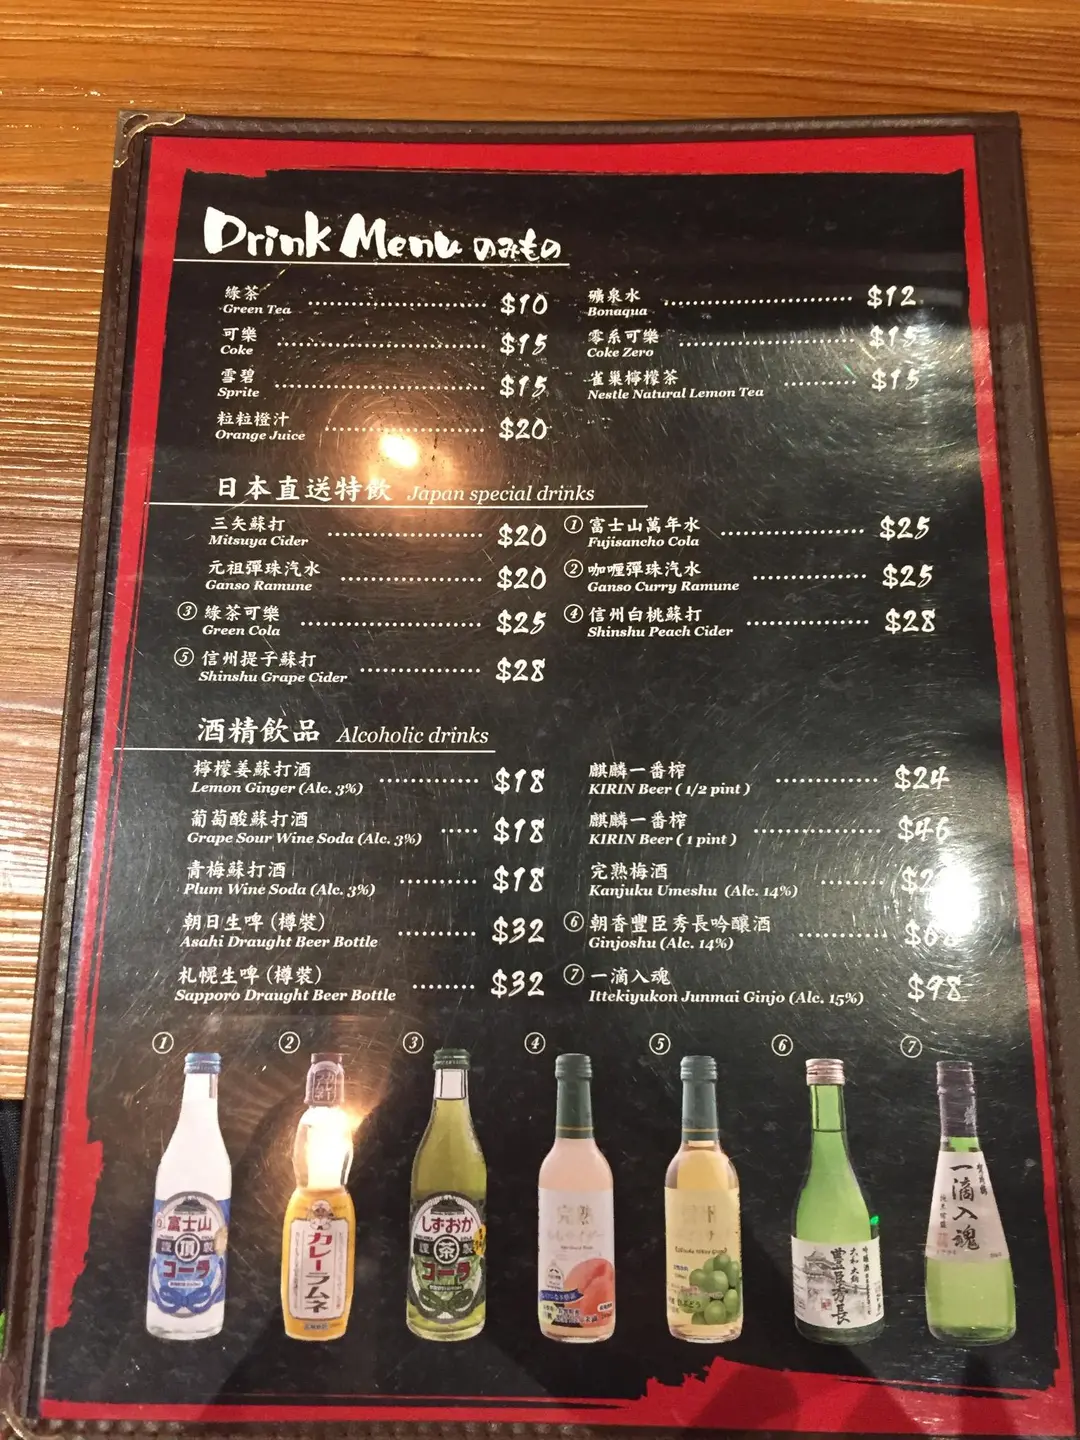 Drink Menu のみもの
綠茶
Green Tea $10
可樂
Coke $15
雪碧
Sprite $15
粒粒橙汁
Orange Juice $20
礦泉水
Bonaqua $12
零系可樂
Coke Zero $15
雀巢檸檬茶
Nestle Natural Lemon Tea $15
日本直送特飲 Japan special drinks
三矢蘇打
Mitsuya Cider $20
元祖彈珠汽水
Ganso Ramune $20
③ 綠茶可樂
Green Cola $25
⑤ 信州提子蘇打
Shinshu Grape Cider $28
① 富士山萬年水
Fujisancho Cola $25
② 咖喱彈珠汽水
Ganso Curry Ramune $25
④ 信州白桃蘇打
Shinshu Peach Cider $28
酒精飲品 Alcoholic drinks
檸檬姜蘇打酒
Lemon Ginger (Alc. 3%) $18
葡萄酸蘇打酒
Grape Sour Wine Soda (Alc. 3%) $18
青梅蘇打酒
Plum Wine Soda (Alc. 3%) $18
朝日生啤 (樽裝)
Asahi Draught Beer Bottle $32
札幌生啤 (樽裝)
Sapporo Draught Beer Bottle $32
麒麟一番榨
KIRIN Beer ( 1/2 pint ) $24
麒麟一番榨
KIRIN Beer ( 1 pint ) $46
完熟梅酒
Kanjuku Umeshu (Alc. 14%)
⑥ 朝香豐臣秀長吟釀酒
Ginjoshu (Alc. 14%)
⑦ 一滴入魂
Ittekiyukon Junmai Ginjo (Alc. 15%) $98
① ② ③ ④ ⑤ ⑥ ⑦
富士山
頂
コーラ
カレーラムネ
しずおか
茶
コーラ
完熟
豊臣秀長
一滴入魂